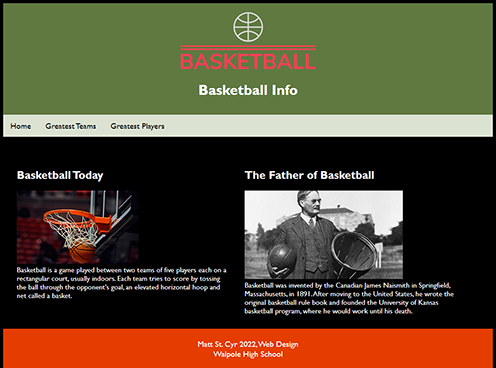 BASKETBALL
Basketball Info
Home Greatest Teams Greatest Players
Basketball Today
Basketball is a game played between two teams of five players each on a
rectangular court, usually indoors. Each team tries to score by tossing
the ball through the opponent's goal, an elevated horizontal hoop and
net called a basket.
The Father of Basketball
Basketball was invented by the Canadian James Naismith in Springfield,
Massachusetts, in 1891. After moving to the United States, he wrote the
original basketball rule book and founded the University of Kansas
basketball program, where he would work until his death.
Matt St. Cyr 2022, Web Design
Walpole High School